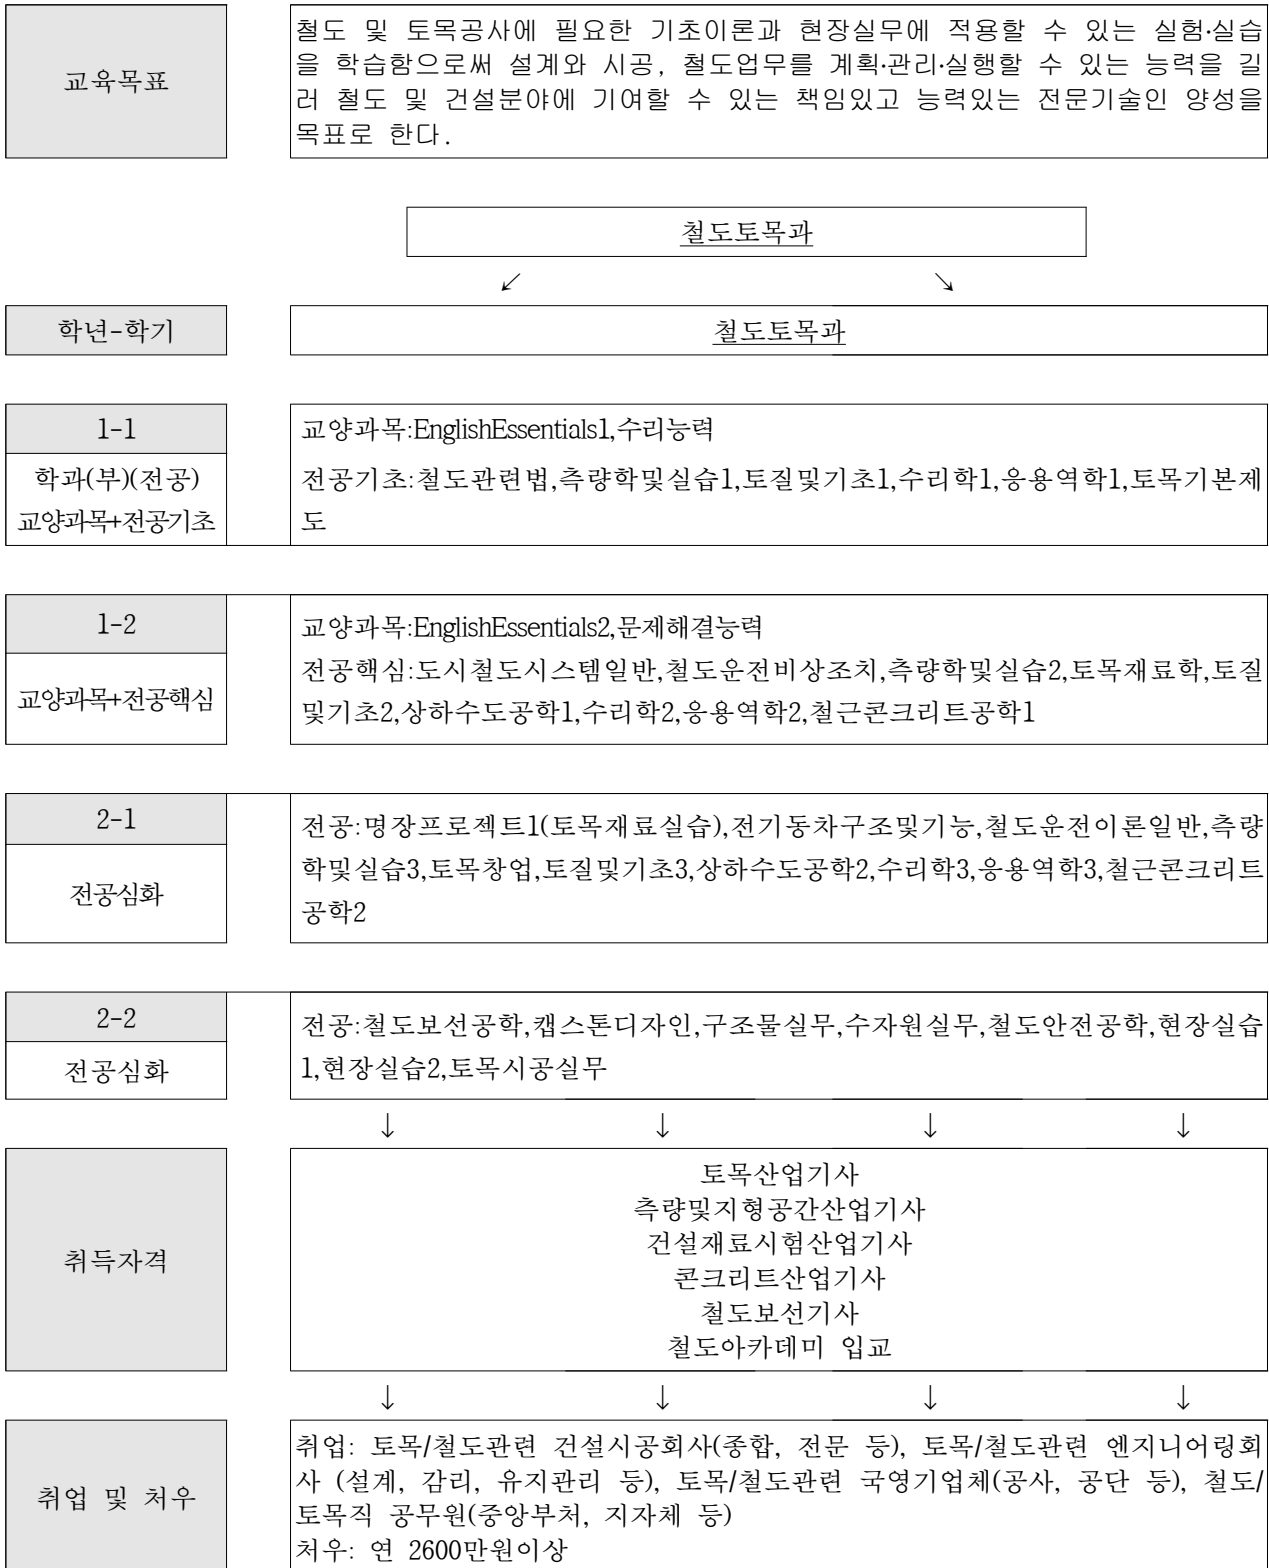 교육목표
철도 및 토목공사에 필요한 기초이론과 현장실무에 적용할 수 있는 실험·실습
을 학습함으로써 설계와 시공, 철도업무를 계획·관리·실행할 수 있는 능력을 길
러 철도 및 건설분야에 기여할 수 있는 책임있고 능력있는 전문기술인 양성을
목표로 한다.
철도토목과
↙ ↘
학년-학기
철도토목과
1-1
학과(부)(전공)
교양과목+전공기초
교양과목:EnglishEssentials1,수리능력
전공기초:철도관련법,측량학및실습1,토질및기초1,수리학1,응용역학1,토목기본제
도
1-2
교양과목+전공핵심
교양과목:EnglishEssentials2,문제해결능력
전공핵심:도시철도시스템일반,철도운전비상조치,측량학및실습2,토목재료학,토질
및기초2,상하수도공학1,수리학2,응용역학2,철근콘크리트공학1
2-1
전공심화
전공:명장프로젝트1(토목재료실습),전기동차구조및기능,철도운전이론일반,측량
학및실습3,토목창업,토질및기초3,상하수도공학2,수리학3,응용역학3,철근콘크리트
공학2
2-2
전공심화
전공:철도보선공학,캡스톤디자인,구조물실무,수자원실무,철도안전공학,현장실습
1,현장실습2,토목시공실무
↓ ↓ ↓ ↓
취득자격
토목산업기사
측량및지형공간산업기사
건설재료시험산업기사
콘크리트산업기사
철도보선기사
철도아카데미 입교
↓ ↓ ↓ ↓
취업 및 처우
취업: 토목/철도관련 건설시공회사(종합, 전문 등), 토목/철도관련 엔지니어링회
사 (설계, 감리, 유지관리 등), 토목/철도관련 국영기업체(공사, 공단 등), 철도/
토목직 공무원(중앙부처, 지자체 등)
처우: 연 2600만원이상